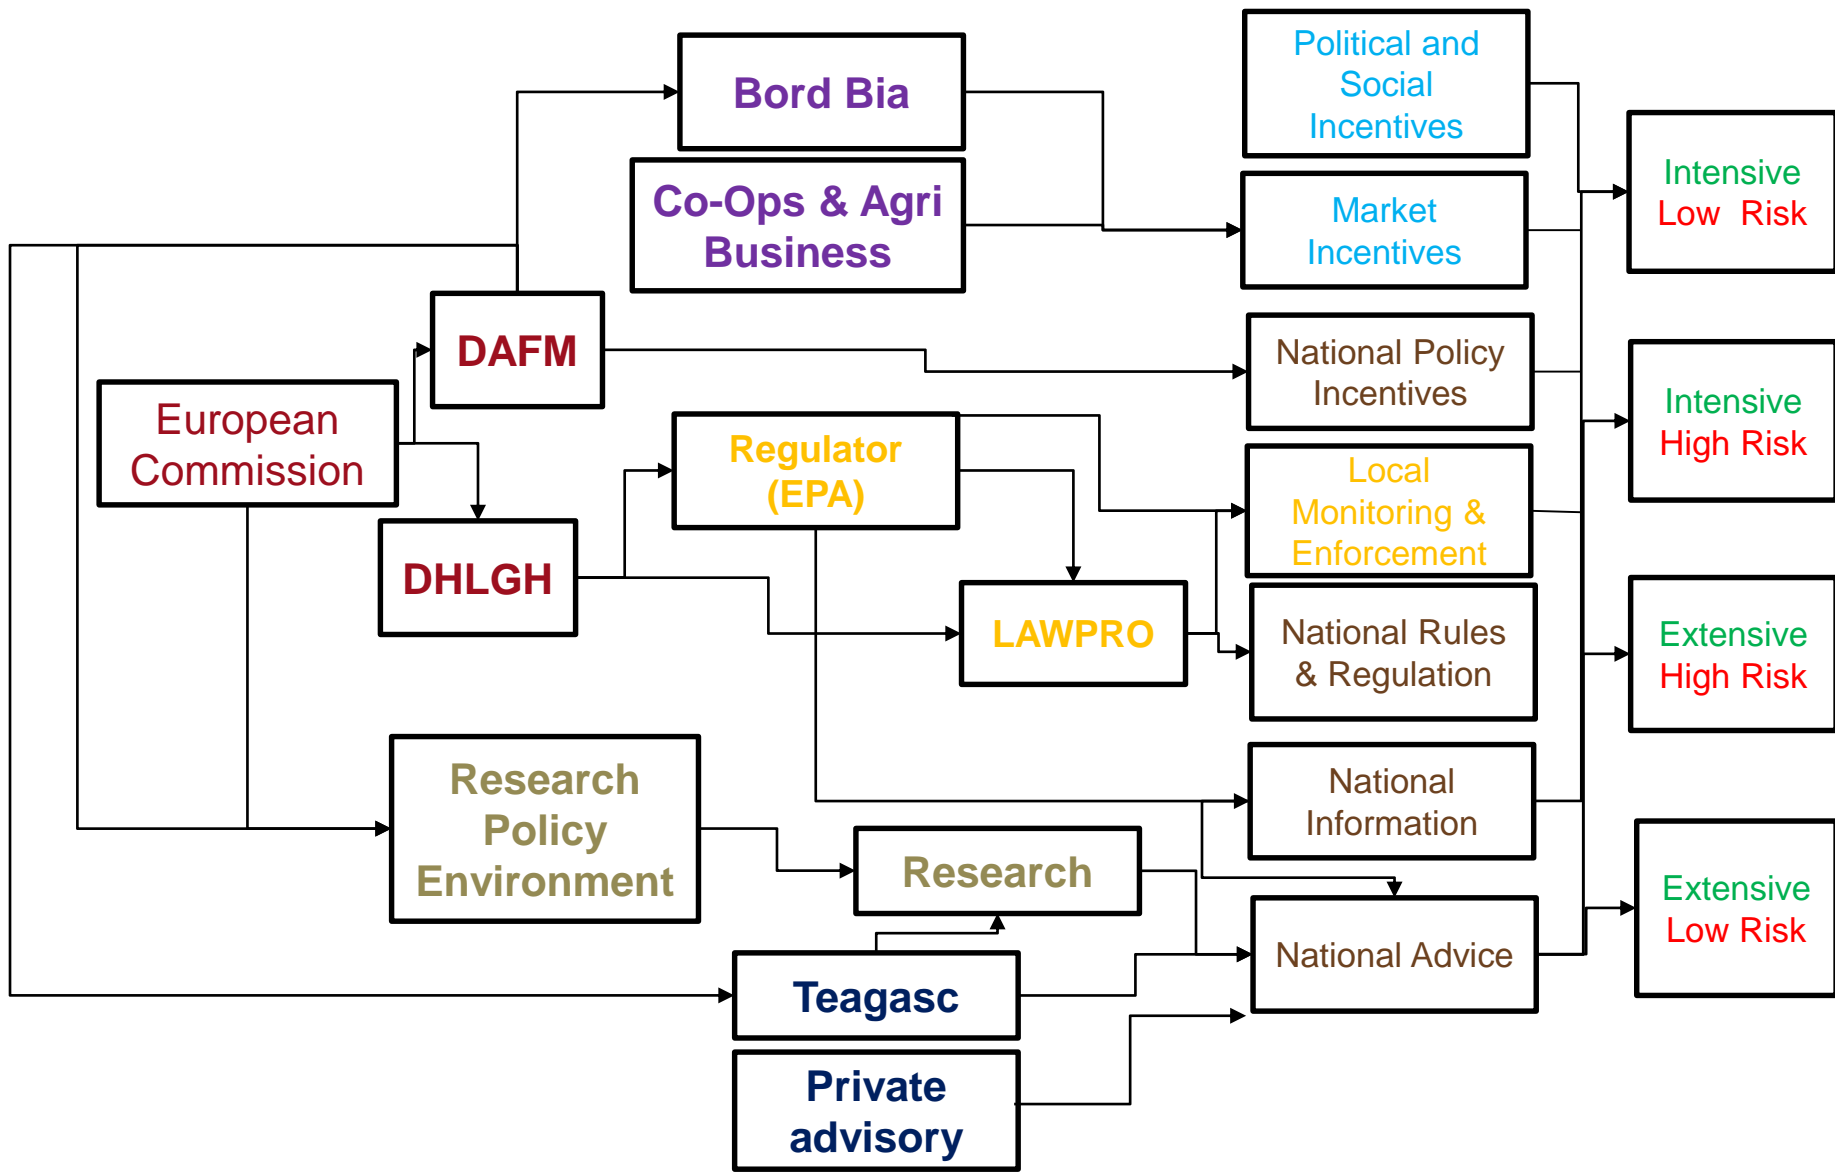 Bord Bia
Co-Ops & Agri
Business
DAFM
European
Commission
DHLGH
Regulator
(EPA)
LAWPRO
Research
Policy
Environment
Research
Teagasc
Private
advisory
Political and
Social
Incentives
Market
Incentives
National Policy
Incentives
Local
Monitoring &
Enforcement
National Rules
& Regulation
National
Information
National Advice
Intensive
Low Risk
Intensive
High Risk
Extensive
High Risk
Extensive
Low Risk